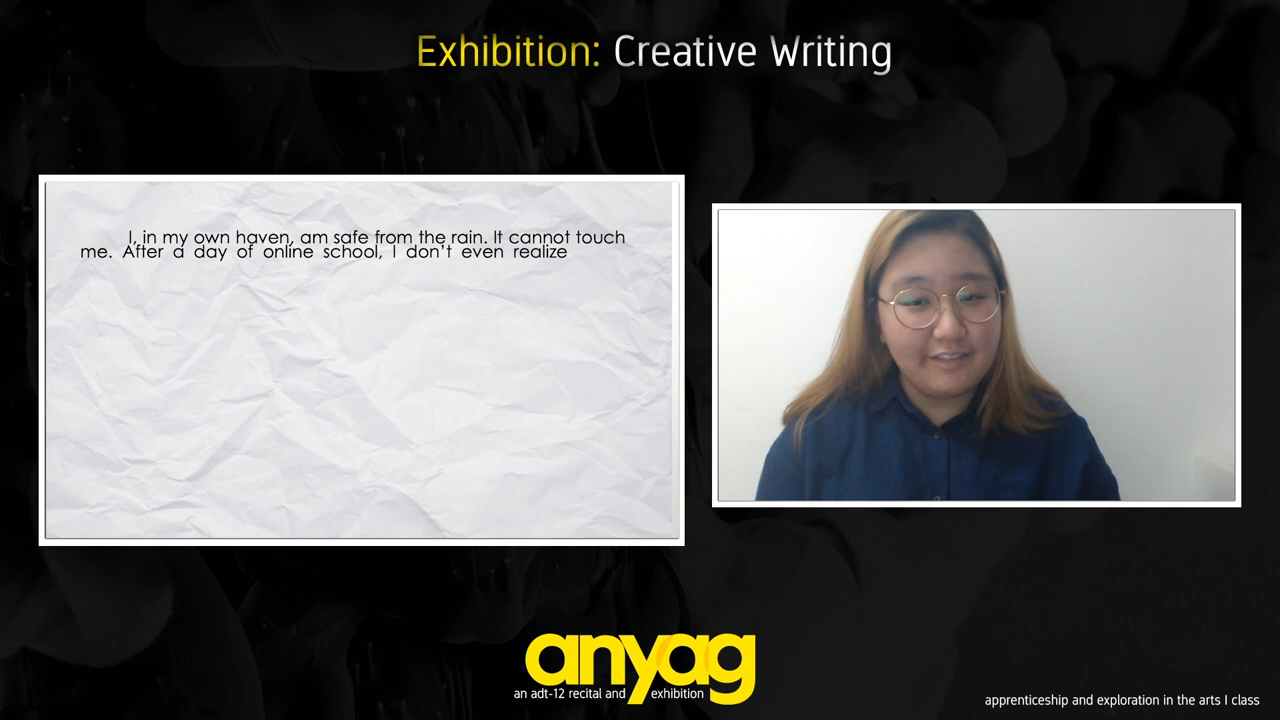 Exhibition: Creative Writing
I, in my own haven, am safe from the rain. It cannot touch
me. After a day of online school, I don't even realize
anyag
an adt-12 recital and exhibition
apprenticeship and exploration in the arts I class